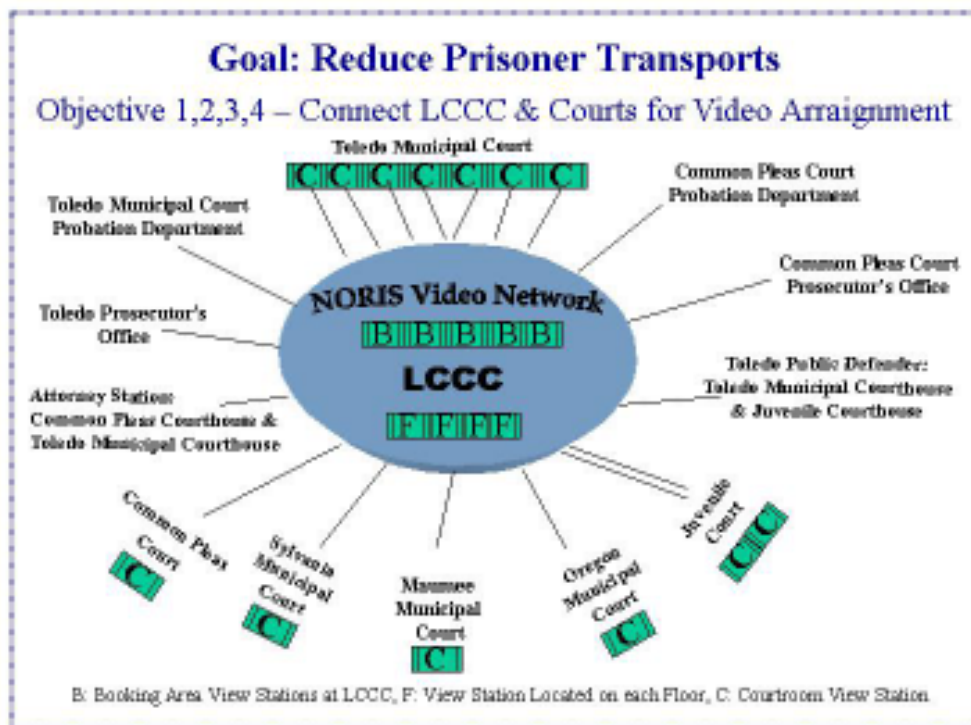 Goal: Reduce Prisoner Transports
Objective 1,2,3,4 – Connect LCCC & Courts for Video Arraignment
Toledo Municipal Court
C C C C C C C
Common Pleas Court
Probation Department
Toledo Municipal Court
Probation Department
Common Pleas Court
Prosecutor's Office
NORIS Video Network
B B B B B
Toledo Prosecutor's
Office
LCCC
Toledo Public Defender:
Toledo Municipal Courthouse
& Juvenile Courthouse
Attorney Station:
Common Pleas Courthouse &
Toledo Municipal Courthouse
F F F F
Common Pleas
Court
C
Sylvania
Municipal
Court
C
Maumee
Municipal
Court
C
Oregon
Municipal
Court
C
Juvenile
Court
C C
B: Booking Area View Stations at LCCC, F: View Station Located on each Floor, C: Courtroom View Station